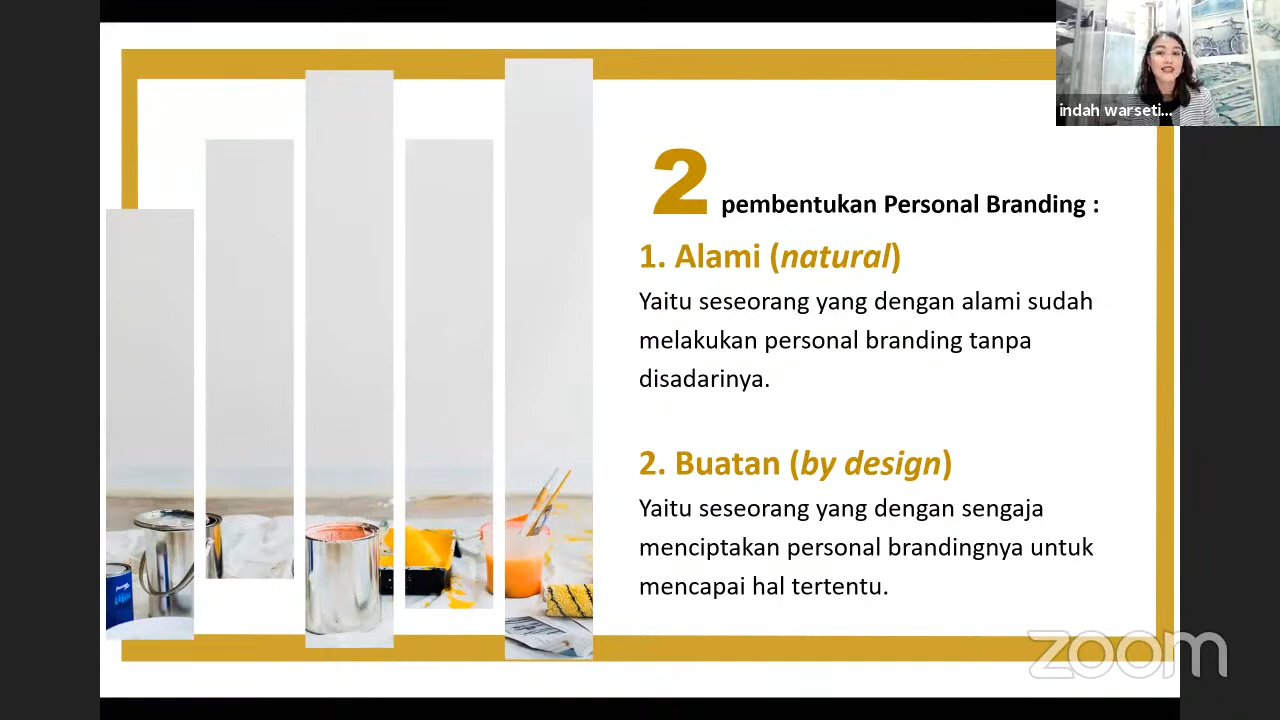 indah warseti...
2 pembentukan Personal Branding :
1. Alami (natural)
Yaitu seseorang yang dengan alami sudah
melakukan personal branding tanpa
disadarinya.
2. Buatan (by design)
Yaitu seseorang yang dengan sengaja
menciptakan personal brandingnya untuk
mencapai hal tertentu.
zoom